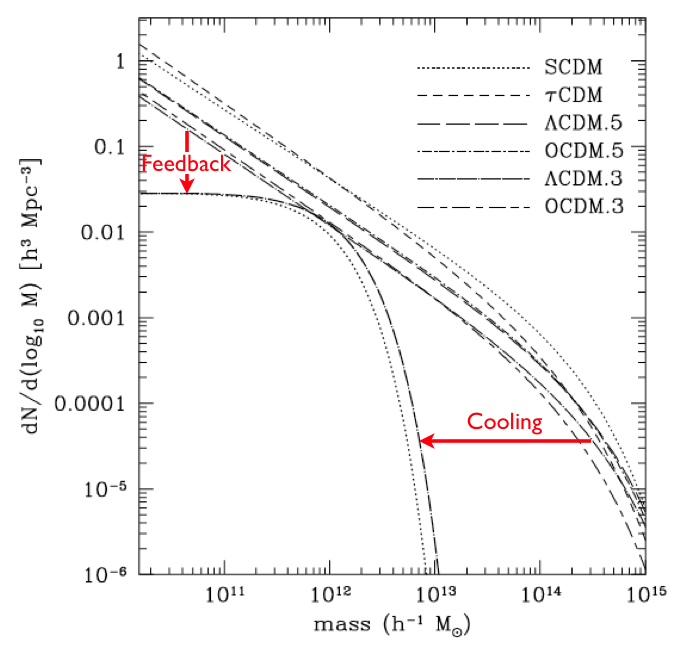 1
0.1
0.01
0.001
0.0001
10⁻⁵
10⁻⁶
dN/d(log₁₀ M) [h³ Mpc⁻³]
SCDM
τCDM
ΛCDM.5
OCDM.5
ΛCDM.3
OCDM.3
Feedback
Cooling
10¹¹
10¹²
10¹³
10¹⁴
10¹⁵
mass (h⁻¹ M☉)